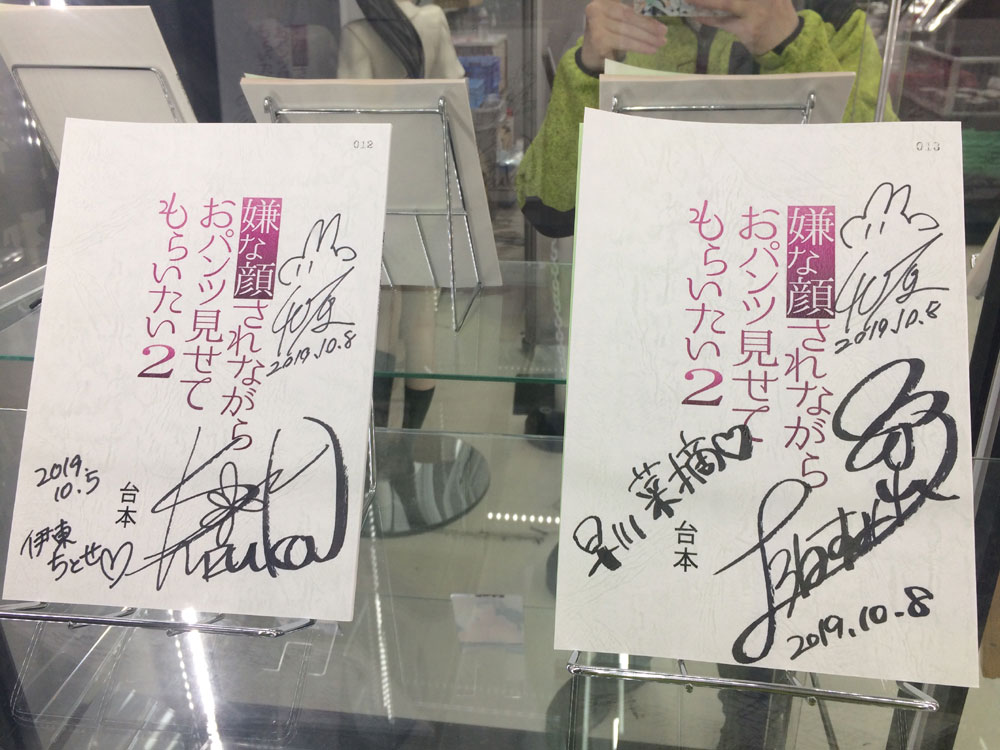 012
嫌な顔されながら
おパンツ見せて
もらいたい2
2019.10.8
2019
10.5
台本
伊東
ちとせ♡
013
嫌な顔されながら
おパンツ見せて
もらいたい2
2019.10.8
早川 菜摘♡
台本
2019.10.8